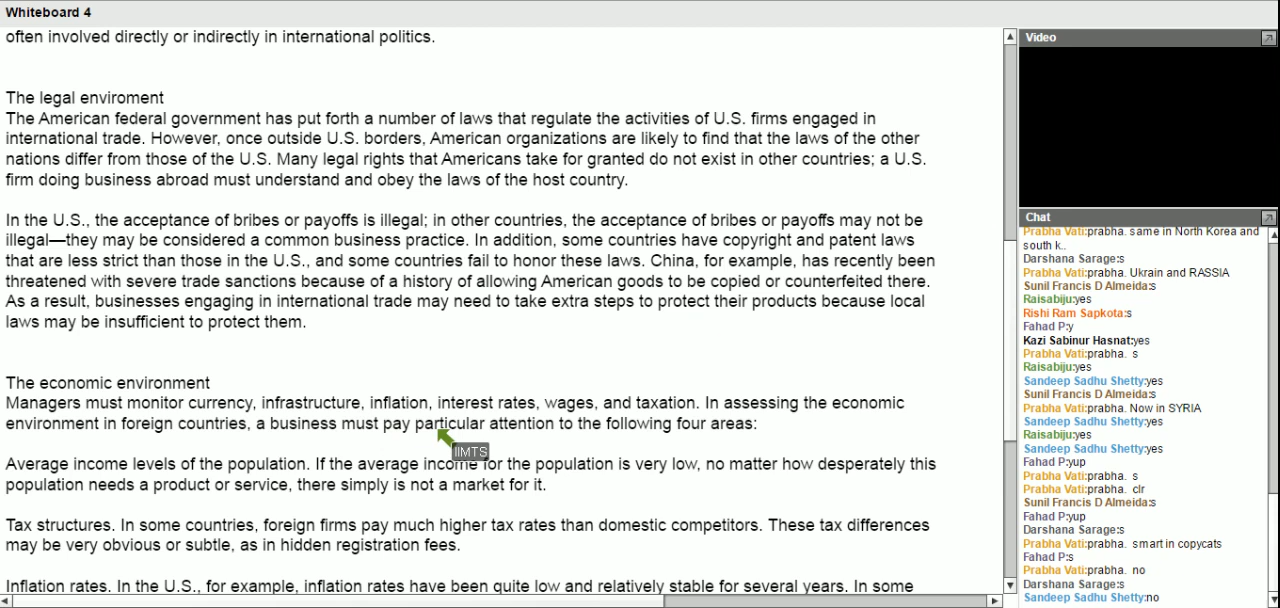 Whiteboard 4
often involved directly or indirectly in international politics.
The legal enviroment
The American federal government has put forth a number of laws that regulate the activities of U.S. firms engaged in
international trade. However, once outside U.S. borders, American organizations are likely to find that the laws of the other
nations differ from those of the U.S. Many legal rights that Americans take for granted do not exist in other countries; a U.S.
firm doing business abroad must understand and obey the laws of the host country.
In the U.S., the acceptance of bribes or payoffs is illegal; in other countries, the acceptance of bribes or payoffs may not be
illegal—they may be considered a common business practice. In addition, some countries have copyright and patent laws
that are less strict than those in the U.S., and some countries fail to honor these laws. China, for example, has recently been
threatened with severe trade sanctions because of a history of allowing American goods to be copied or counterfeited there.
As a result, businesses engaging in international trade may need to take extra steps to protect their products because local
laws may be insufficient to protect them.
The economic environment
Managers must monitor currency, infrastructure, inflation, interest rates, wages, and taxation. In assessing the economic
environment in foreign countries, a business must pay particular attention to the following four areas:
IIMTS
Average income levels of the population. If the average income for the population is very low, no matter how desperately this
population needs a product or service, there simply is not a market for it.
Tax structures. In some countries, foreign firms pay much higher tax rates than domestic competitors. These tax differences
may be very obvious or subtle, as in hidden registration fees.
Inflation rates. In the U.S., for example, inflation rates have been quite low and relatively stable for several years. In some
Video
Chat
Prabha Vati:prabha. same in North Korea and
south k..
Darshana Sarage:s
Prabha Vati:prabha. Ukrain and RASSIA
Sunil Francis D Almeida:s
Raisabiju:yes
Rishi Ram Sapkota:s
Fahad P:y
Kazi Sabinur Hasnat:yes
Prabha Vati:prabha. s
Raisabiju:yes
Sandeep Sadhu Shetty:yes
Sunil Francis D Almeida:s
Prabha Vati:prabha. Now in SYRIA
Sandeep Sadhu Shetty:yes
Raisabiju:yes
Sandeep Sadhu Shetty:yes
Fahad P:yup
Prabha Vati:prabha. s
Prabha Vati:prabha. clr
Sunil Francis D Almeida:s
Fahad P:yup
Darshana Sarage:s
Prabha Vati:prabha. smart in copycats
Fahad P:s
Prabha Vati:prabha. no
Darshana Sarage:s
Sandeep Sadhu Shetty:no